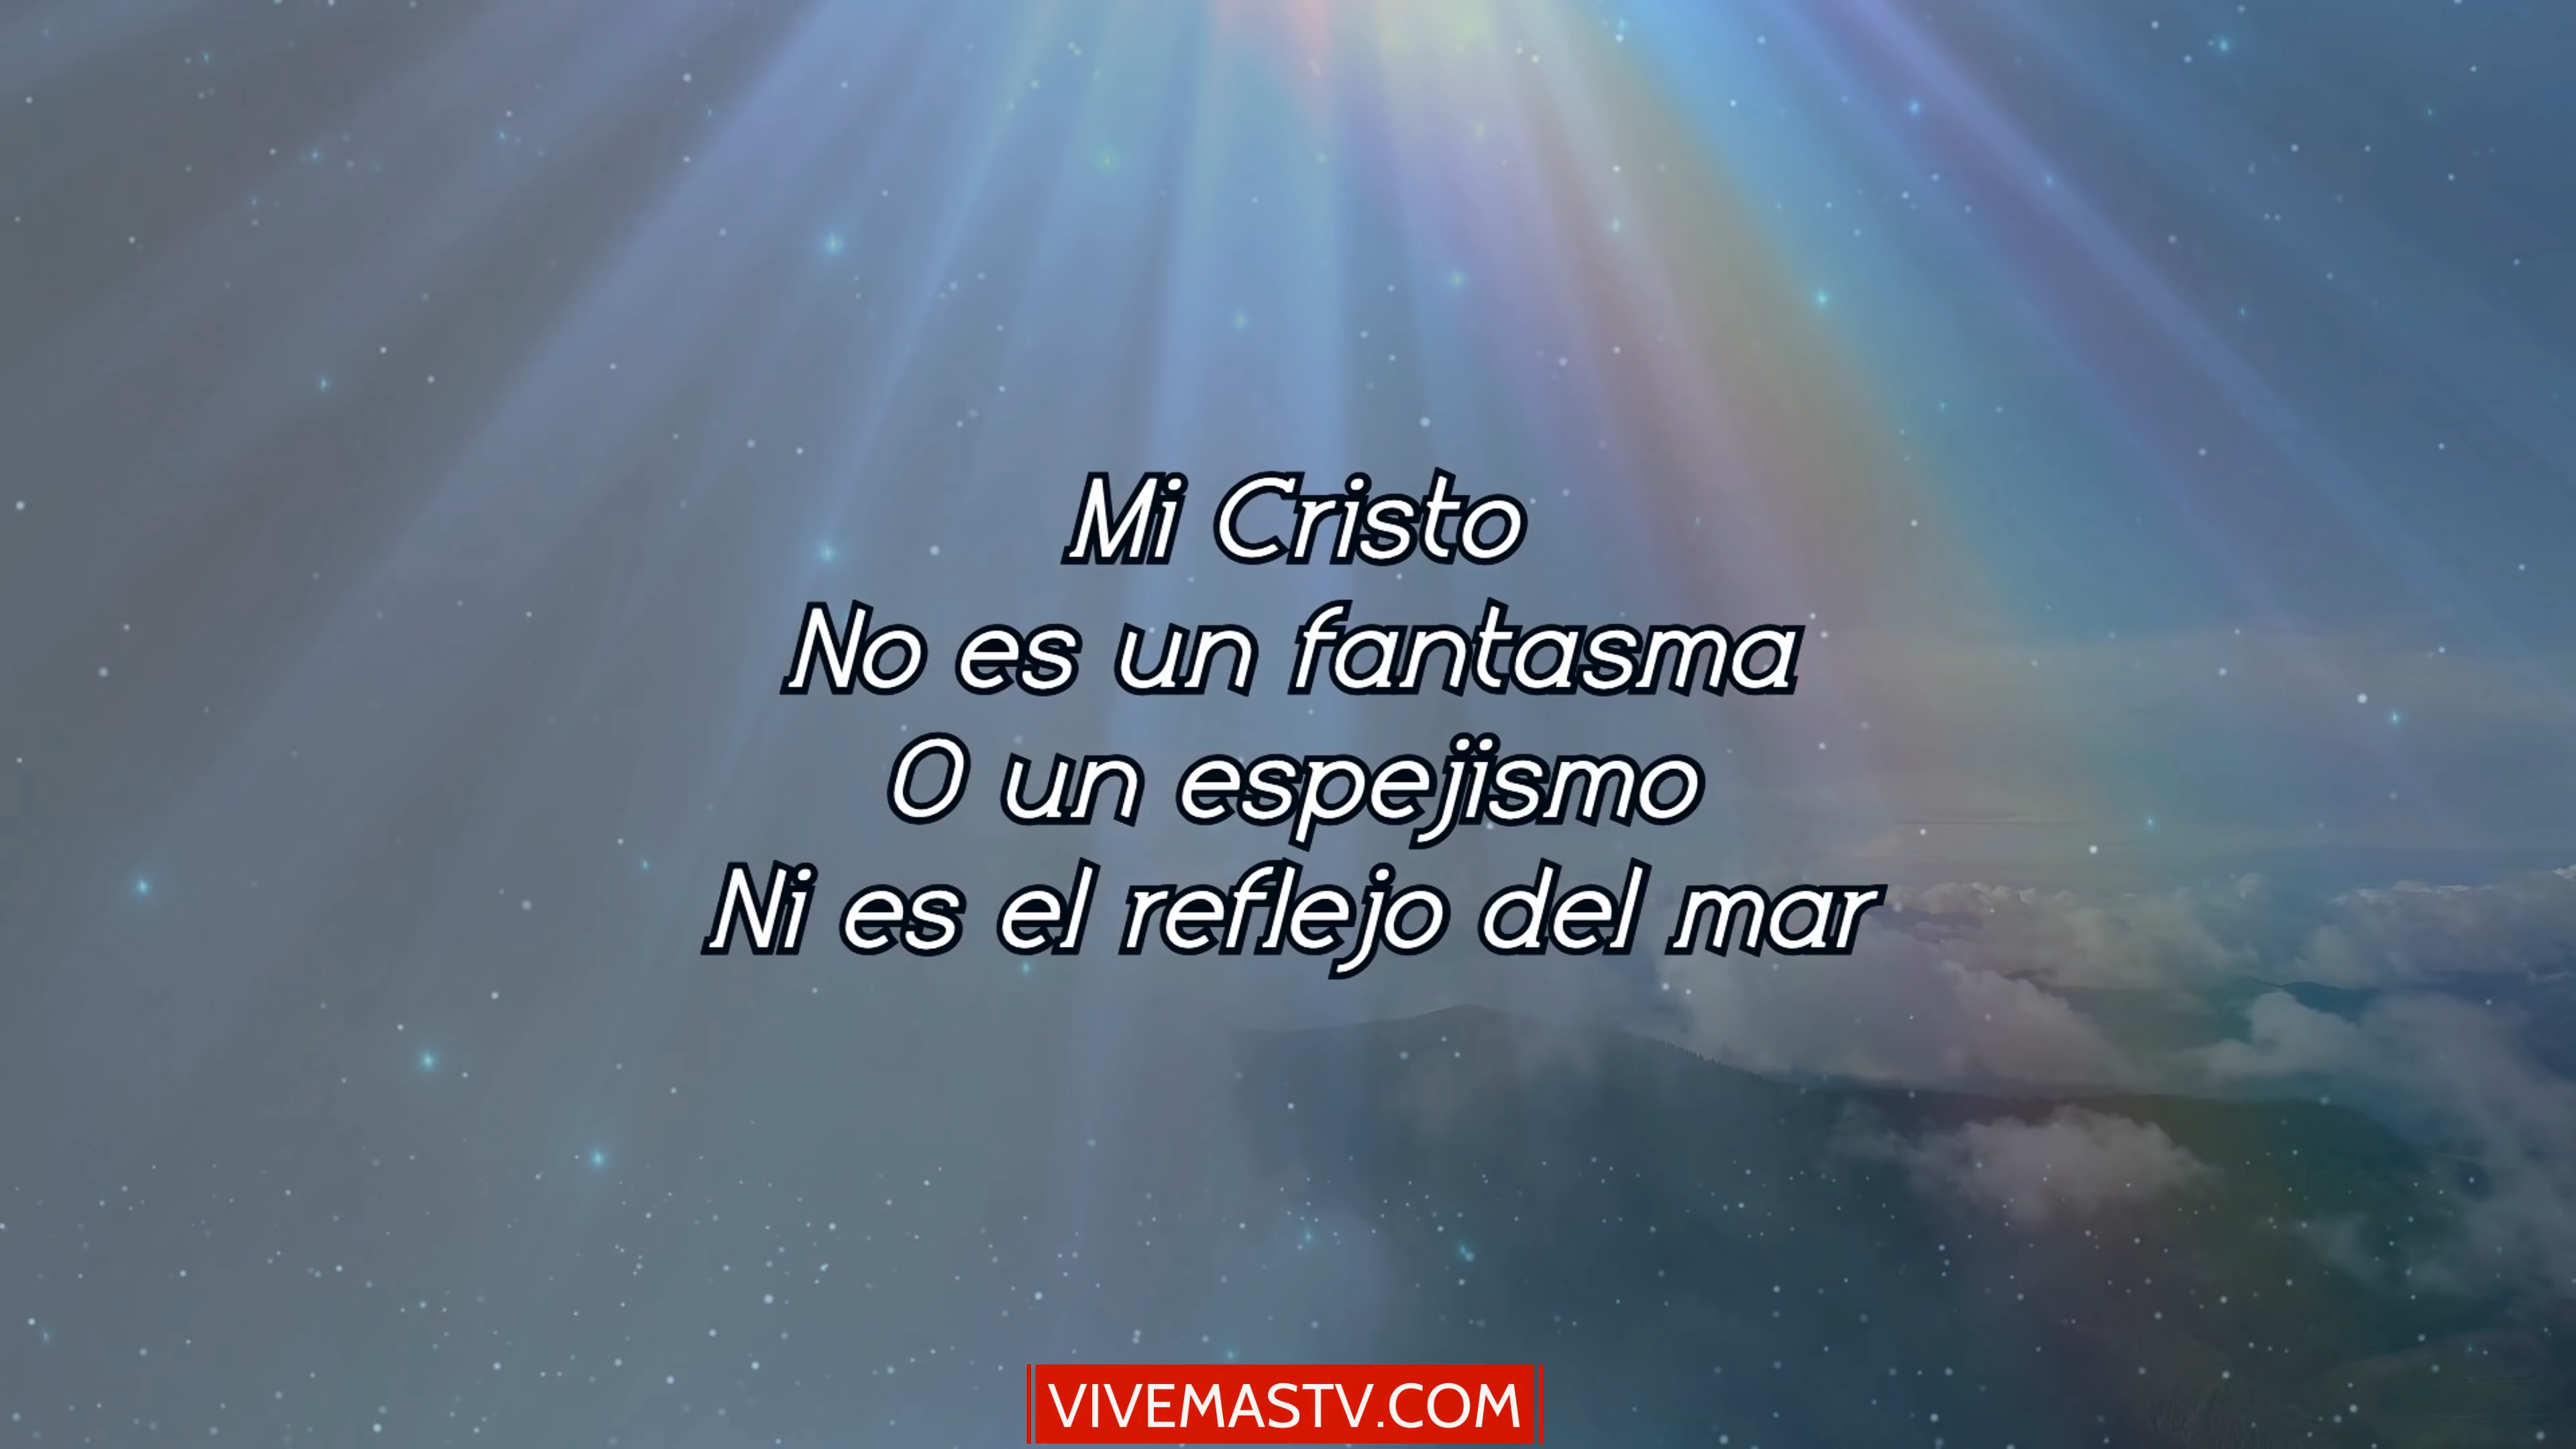 Mi Cristo
No es un fantasma
O un espejismo
Ni es el reflejo del mar
VIVEMASTV.COM